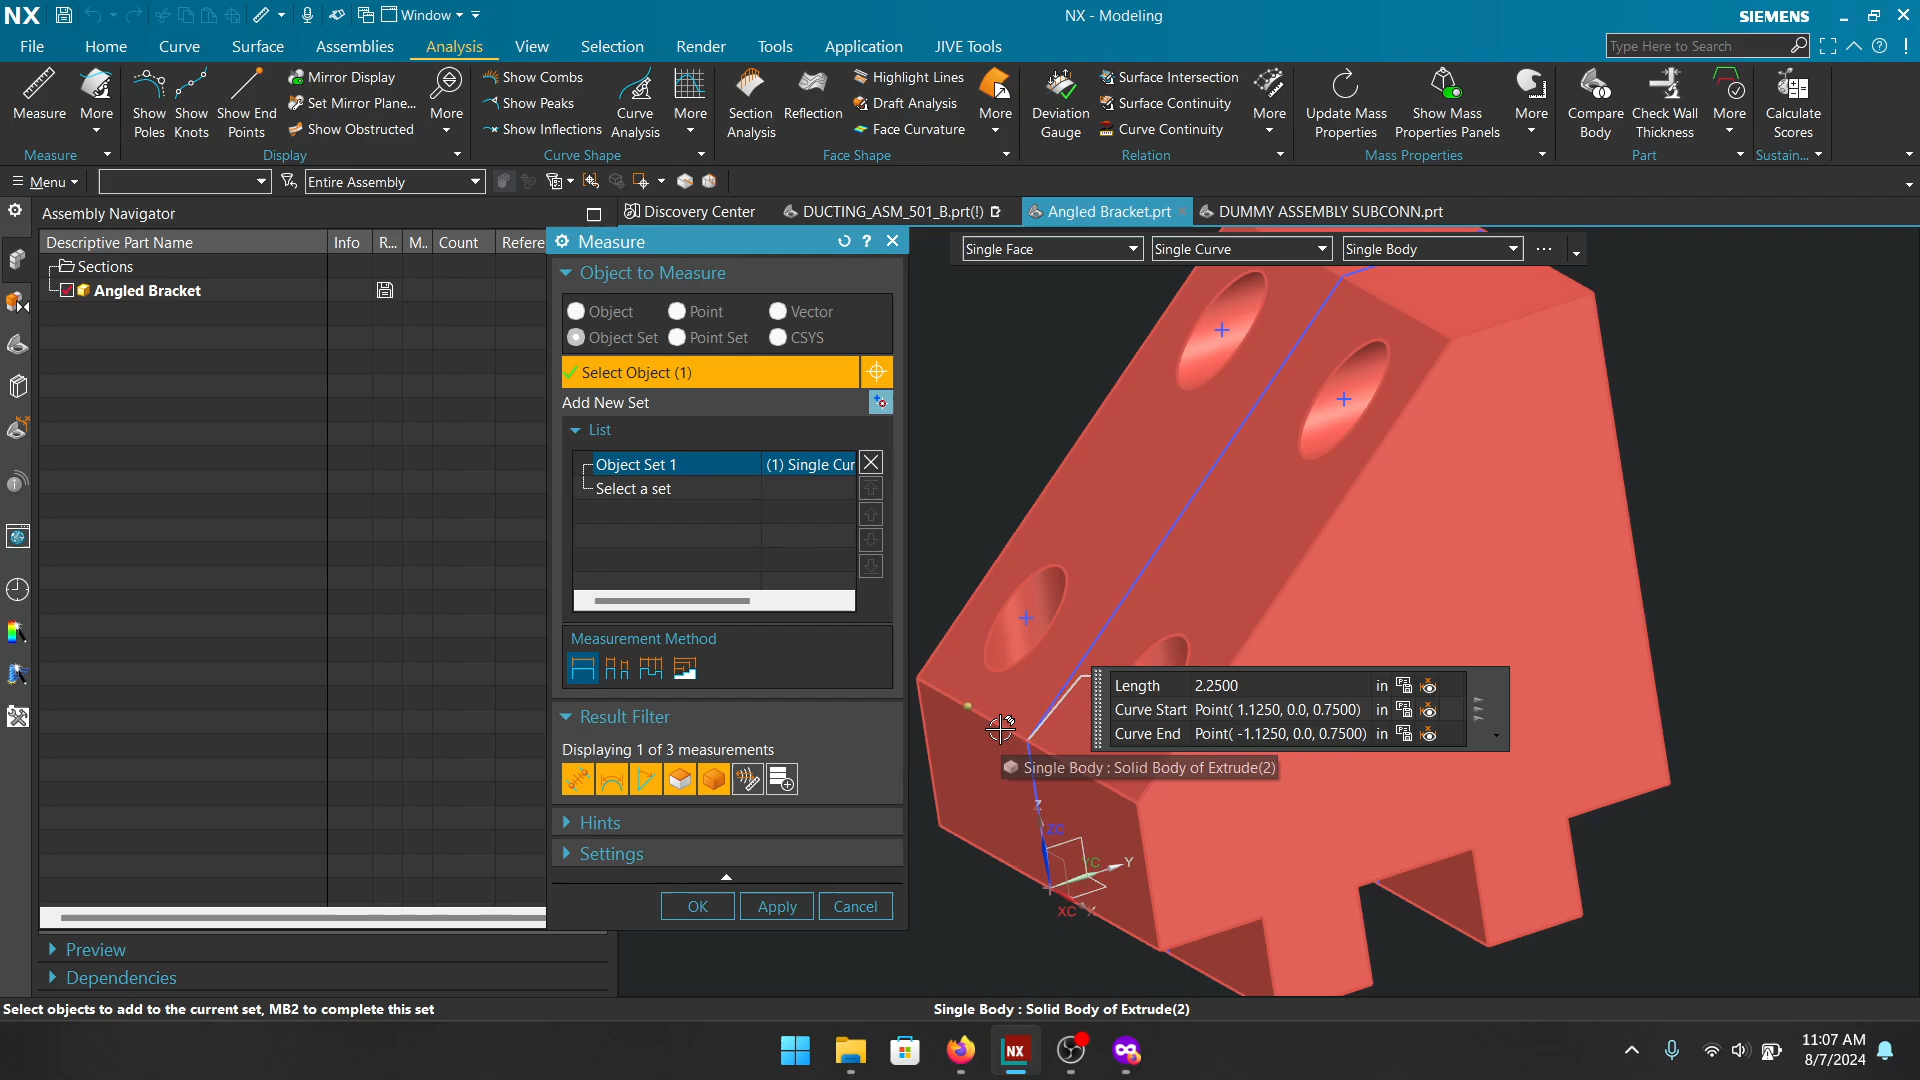 NX
Window
NX - Modeling
SIEMENS
File
Home
Curve
Surface
Assemblies
Analysis
View
Selection
Render
Tools
Application
JIVE Tools
Type Here to Search
Measure
More
Show Poles
Show Knots
Show End Points
Mirror Display
Set Mirror Plane...
Show Obstructed
More
Show Combs
Show Peaks
Show Inflections
Curve Analysis
More
Section Analysis
Reflection
Highlight Lines
Draft Analysis
Face Curvature
More
Deviation Gauge
Surface Intersection
Surface Continuity
Curve Continuity
More
Update Mass Properties
Show Mass Properties Panels
More
Compare Body
Check Wall Thickness
More
Calculate Scores
Measure
Display
Curve Shape
Face Shape
Relation
Mass Properties
Part
Sustain...
Menu
Entire Assembly
Assembly Navigator
Discovery Center
DUCTING_ASM_501_B.prt(!)
Angled Bracket.prt
DUMMY ASSEMBLY SUBCONN.prt
Descriptive Part Name
Info
R...
M..
Count
Refere
Sections
Angled Bracket
Measure
Single Face
Single Curve
Single Body
Object to Measure
Object
Point
Vector
Object Set
Point Set
CSYS
Select Object (1)
Add New Set
List
Object Set 1
(1) Single Cur
Select a set
Measurement Method
Result Filter
Displaying 1 of 3 measurements
Hints
Settings
OK
Apply
Cancel
Length 2.2500 in
Curve Start Point( 1.1250, 0.0, 0.7500) in
Curve End Point( -1.1250, 0.0, 0.7500) in
Single Body : Solid Body of Extrude(2)
Z
ZC
YC
Y
XC
X
Preview
Dependencies
Select objects to add to the current set, MB2 to complete this set
Single Body : Solid Body of Extrude(2)
NX
11:07 AM
8/7/2024